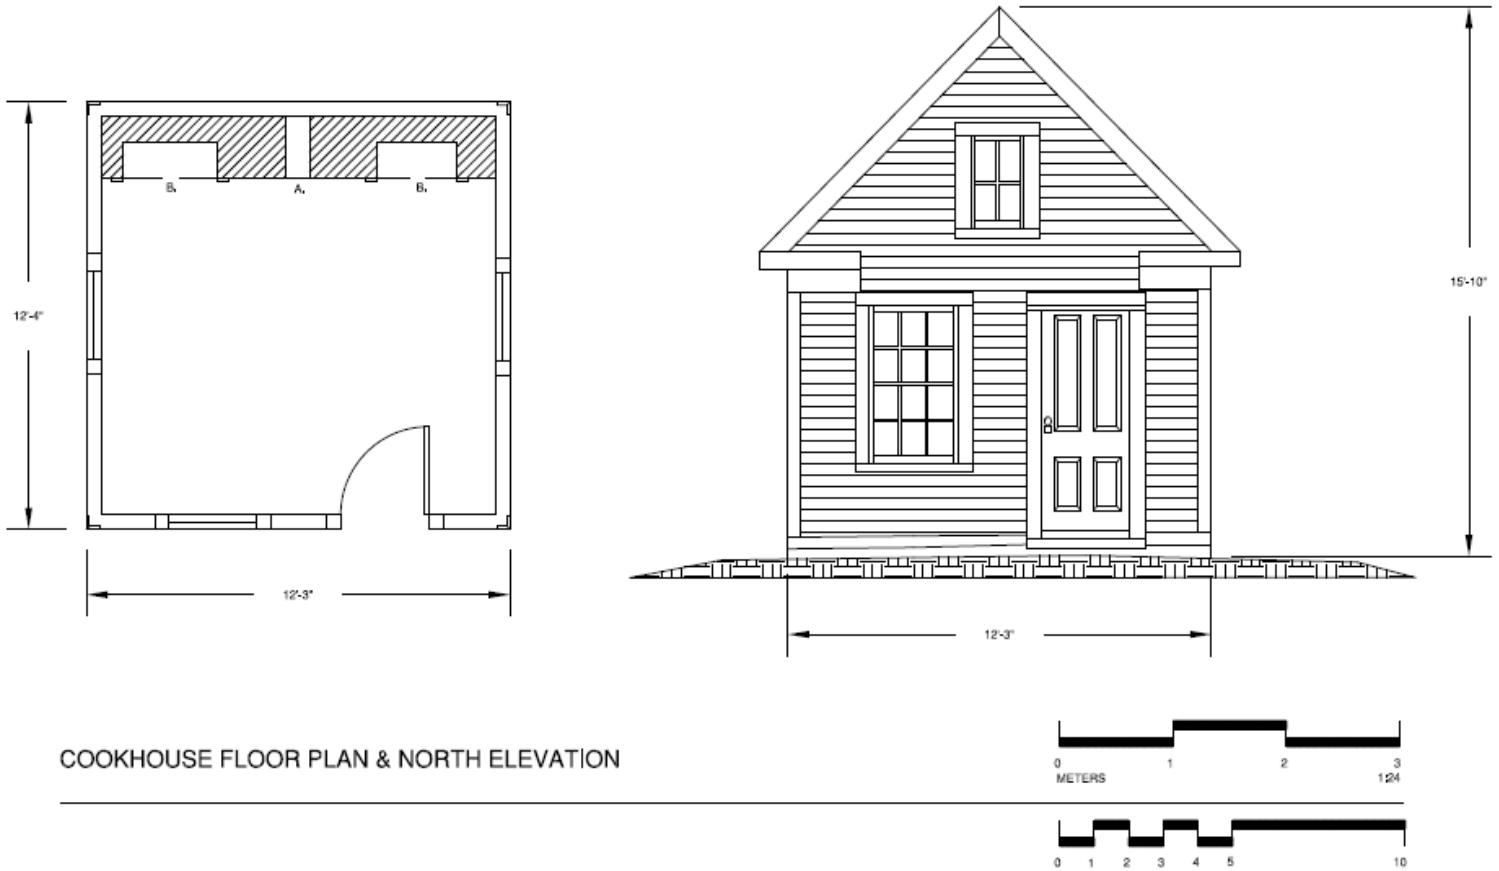 B.
A.
B.
12'-4"
12'-3"
15'-10"
12'-3"
COOKHOUSE FLOOR PLAN & NORTH ELEVATION
0 1 2 3
METERS 1:24
0 1 2 3 4 5 10